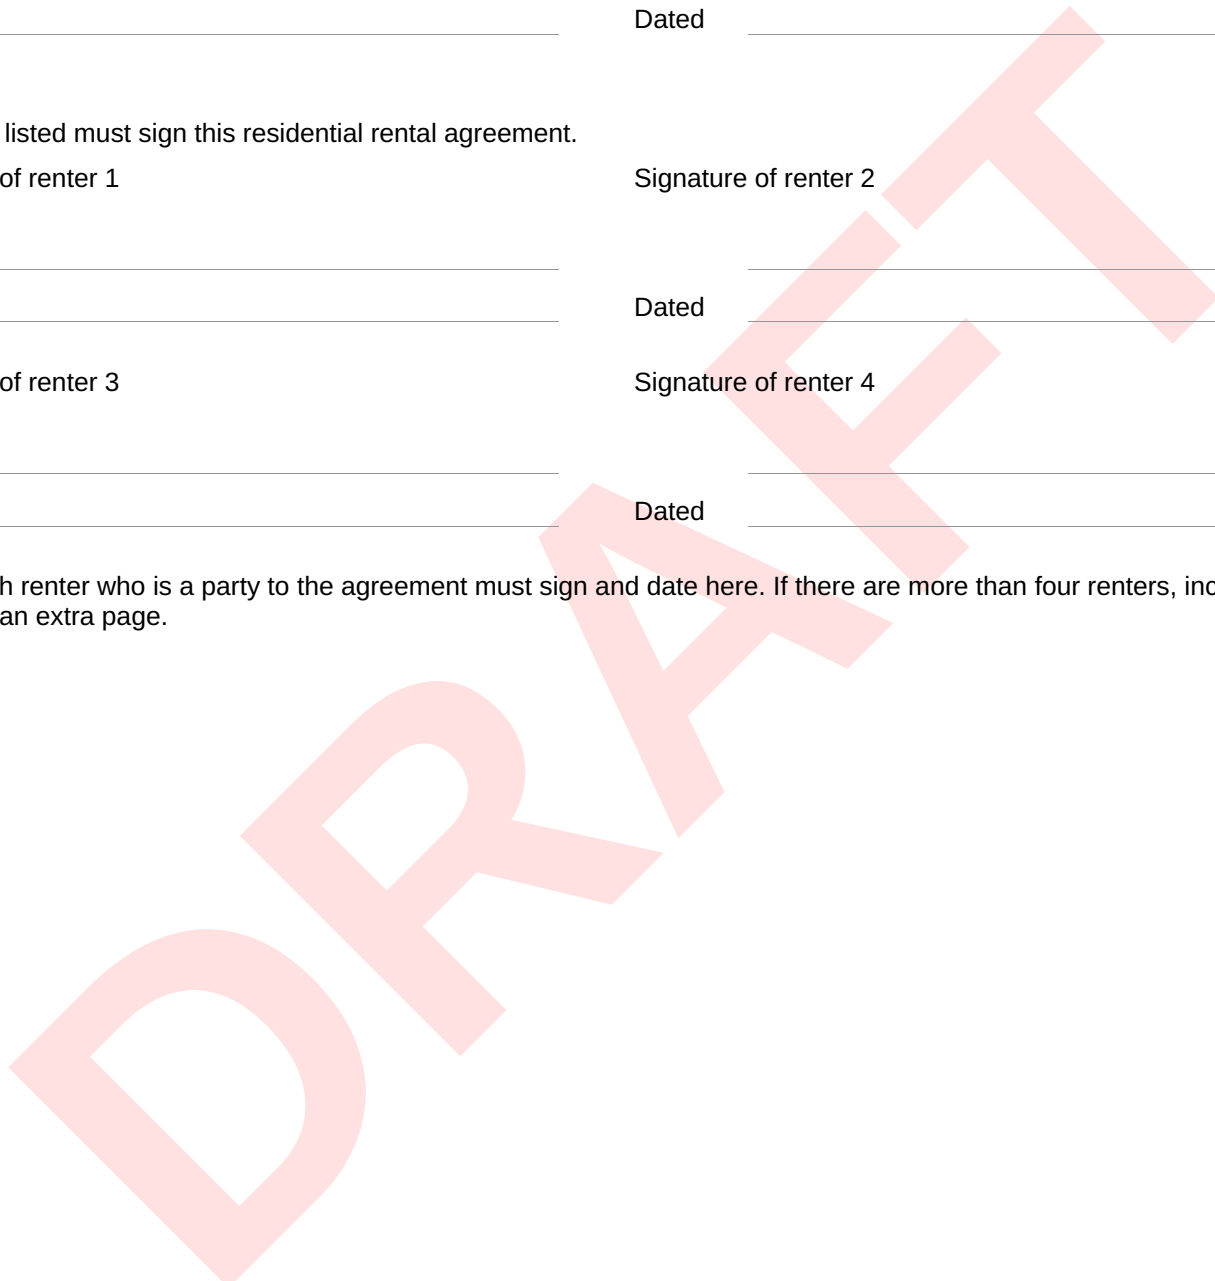 Dated
listed must sign this residential rental agreement.
of renter 1
Signature of renter 2
Dated
of renter 3
Signature of renter 4
Dated
renter who is a party to the agreement must sign and date here. If there are more than four renters,
an extra page.
DRAFT